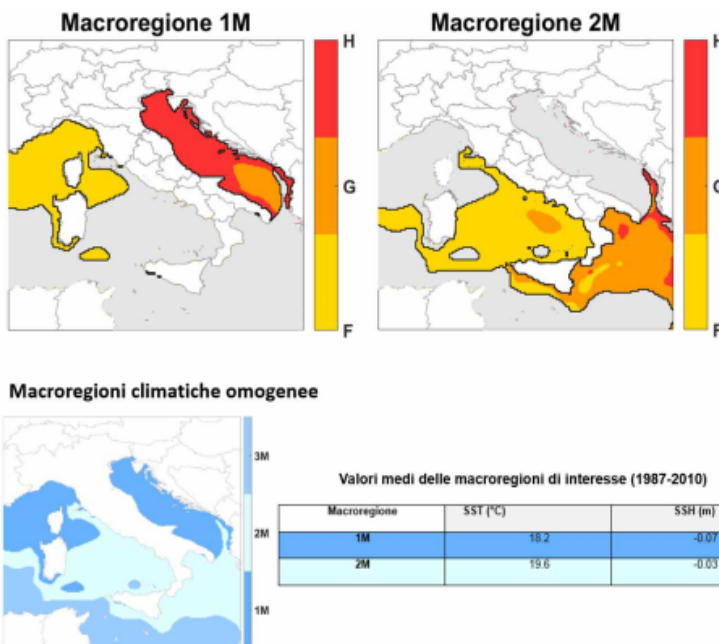 Macroregione 1M
Macroregione 2M
H
G
F
H
F
Macroregioni climatiche omogenee
3M
2M
1M
Valori medi delle macroregioni di interesse (1987-2010)
Macroregione SST (°C) SSH (m)
1M 18.2 -0.07
2M 19.6 -0.03